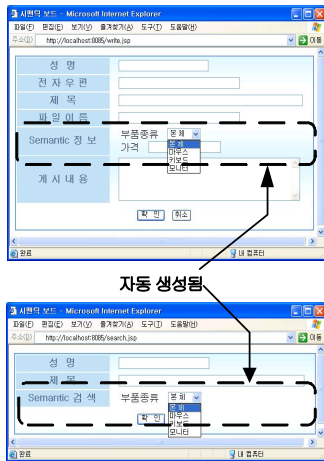 시맨틱 보드 - Microsoft Internet Explorer
파일(F) 편집(E) 보기(V) 즐겨찾기(A) 도구(T) 도움말(H)
주소(D) http://localhost:8085/write.jsp 이동
성 명
전 자 우 편
제 목
파 일 이 름
Semantic 정 보 부품종류 본 체
가격 본 체
마우스
키보드
모니터
게 시 내 용
확 인 취소
완료 내 컴퓨터
자동 생성됨
시맨틱 보드 - Microsoft Internet Explorer
파일(F) 편집(E) 보기(V) 즐겨찾기(A) 도구(T) 도움말(H)
주소(D) http://localhost:8085/search.jsp 이동
성 명
제 목
Semantic 검 색 부품종류 본 체
본 체
확 인 마우스
키보드
모니터
완료 내 컴퓨터